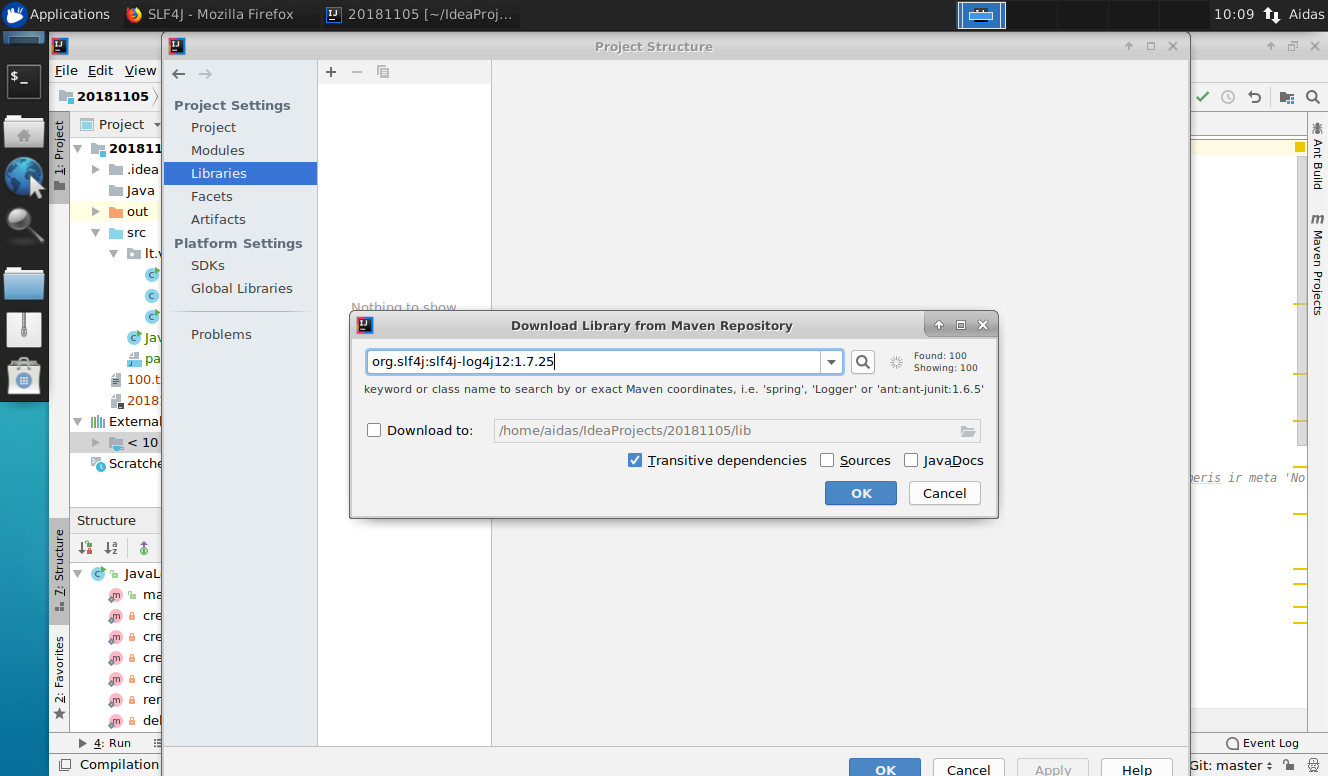 Applications
SLF4J - Mozilla Firefox
20181105 [~/IdeaProj...
10:09
Aidas
Project Structure
File Edit View
20181105
Project
1: Project
20181
.idea
Java
out
src
lt.v
Jav
pa
100.t
2018
External
< 10
Scratche
Structure
7: Structure
JavaL
ma
cre
cre
cre
cre
rer
del
2: Favorites
4: Run
Compilation
Project Settings
Project
Modules
Libraries
Facets
Artifacts
Platform Settings
SDKs
Global Libraries
Problems
Nothing to show
Download Library from Maven Repository
org.slf4j:slf4j-log4j12:1.7.25
Found: 100
Showing: 100
keyword or class name to search by or exact Maven coordinates, i.e. 'spring', 'Logger' or 'ant:ant-junit:1.6.5'
Download to:
/home/aidas/IdeaProjects/20181105/lib
Transitive dependencies
Sources
JavaDocs
OK
Cancel
OK
Cancel
Apply
Help
Ant Build
Maven Projects
meris ir meta 'No
Event Log
Git: master